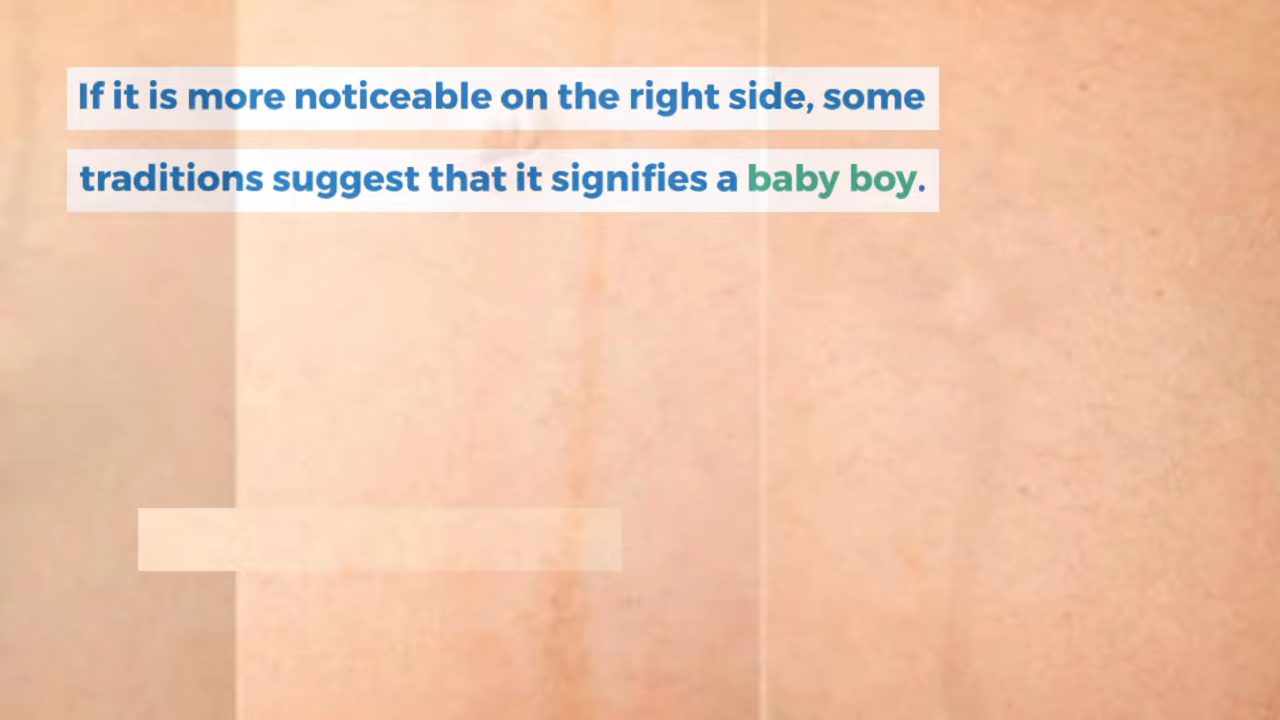 If it is more noticeable on the right side, some
traditions suggest that it signifies a baby boy.